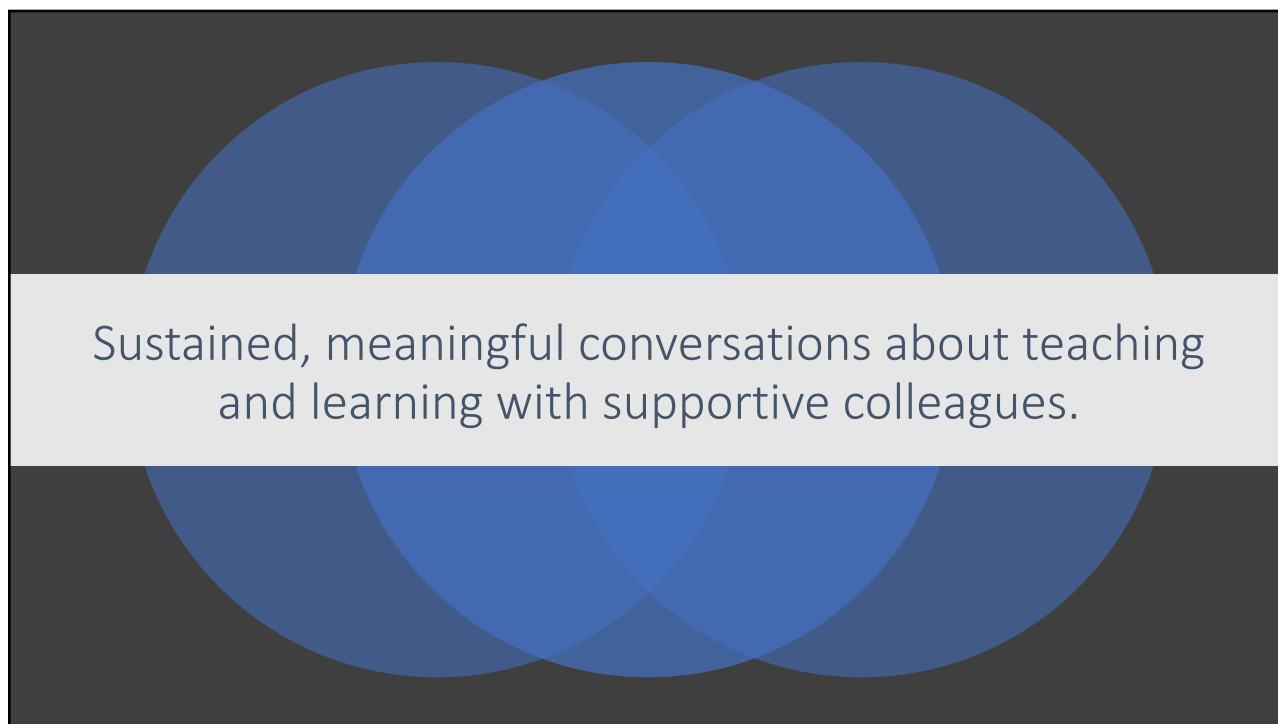 Sustained, meaningful conversations about teaching
and learning with supportive colleagues.